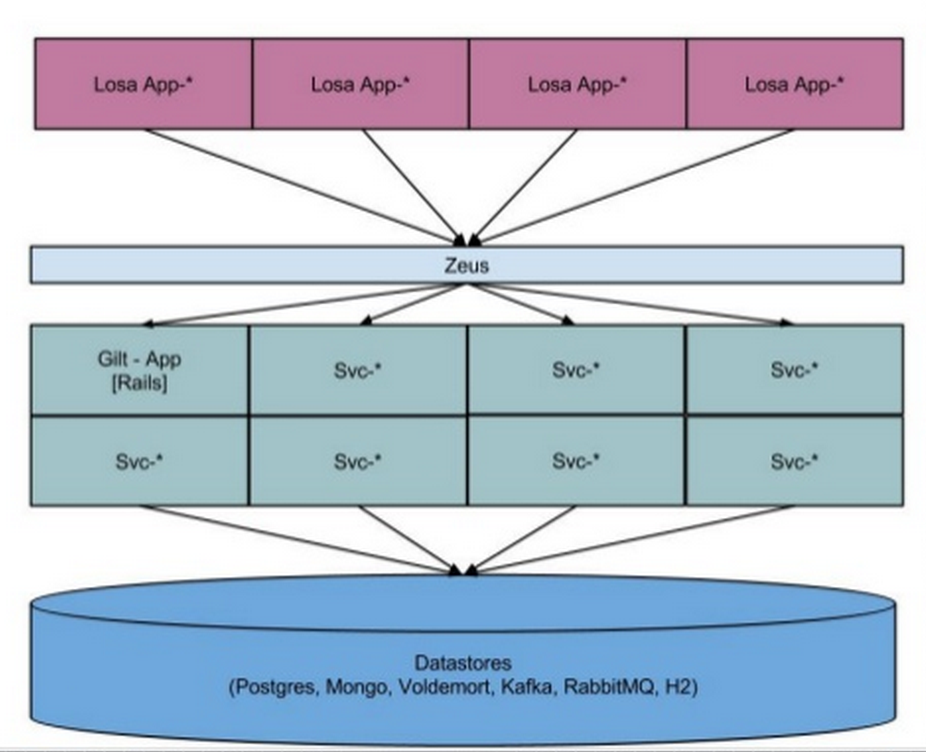 Losa App-*
Losa App-*
Losa App-*
Losa App-*
Zeus
Gilt - App
[Rails]
Svc-*
Svc-*
Svc-*
Svc-*
Svc-*
Svc-*
Svc-*
Datastores
(Postgres, Mongo, Voldemort, Kafka, RabbitMQ, H2)